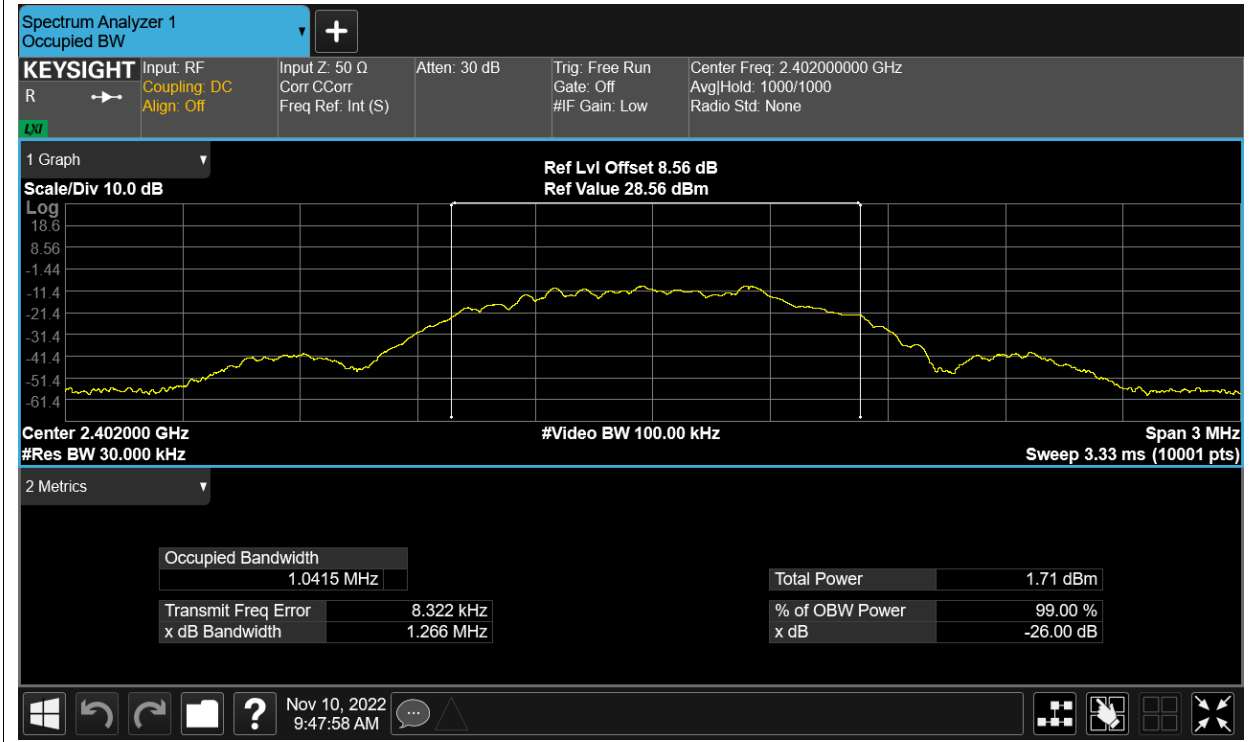 Spectrum Analyzer 1
Occupied BW
KEYSIGHT
R
LXI
Input: RF
Coupling: DC
Align: Off
Input Z: 50 Ω
Corr CCorr
Freq Ref: Int (S)
Atten: 30 dB
Trig: Free Run
Gate: Off
#IF Gain: Low
Center Freq: 2.402000000 GHz
Avg|Hold: 1000/1000
Radio Std: None
1 Graph
Scale/Div 10.0 dB
Ref Lvl Offset 8.56 dB
Ref Value 28.56 dBm
Log
18.6
8.56
-1.44
-11.4
-21.4
-31.4
-41.4
-51.4
-61.4
Center 2.402000 GHz
#Video BW 100.00 kHz
Span 3 MHz
#Res BW 30.000 kHz
Sweep 3.33 ms (10001 pts)
2 Metrics
Occupied Bandwidth
1.0415 MHz
Total Power 1.71 dBm
Transmit Freq Error 8.322 kHz
% of OBW Power 99.00 %
x dB Bandwidth 1.266 MHz
x dB -26.00 dB
?
Nov 10, 2022
9:47:58 AM